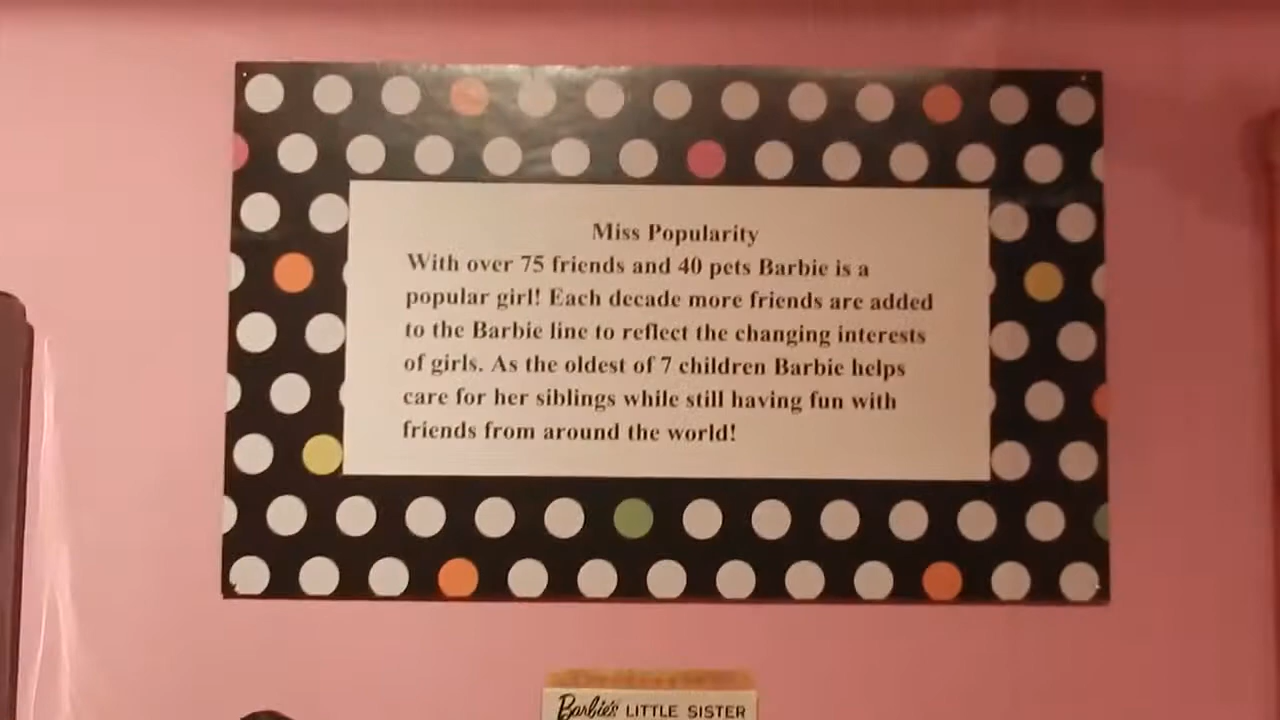 Miss Popularity
With over 75 friends and 40 pets Barbie is a
popular girl! Each decade more friends are added
to the Barbie line to reflect the changing interests
of girls. As the oldest of 7 children Barbie helps
care for her siblings while still having fun with
friends from around the world!
Barbie's LITTLE SISTER